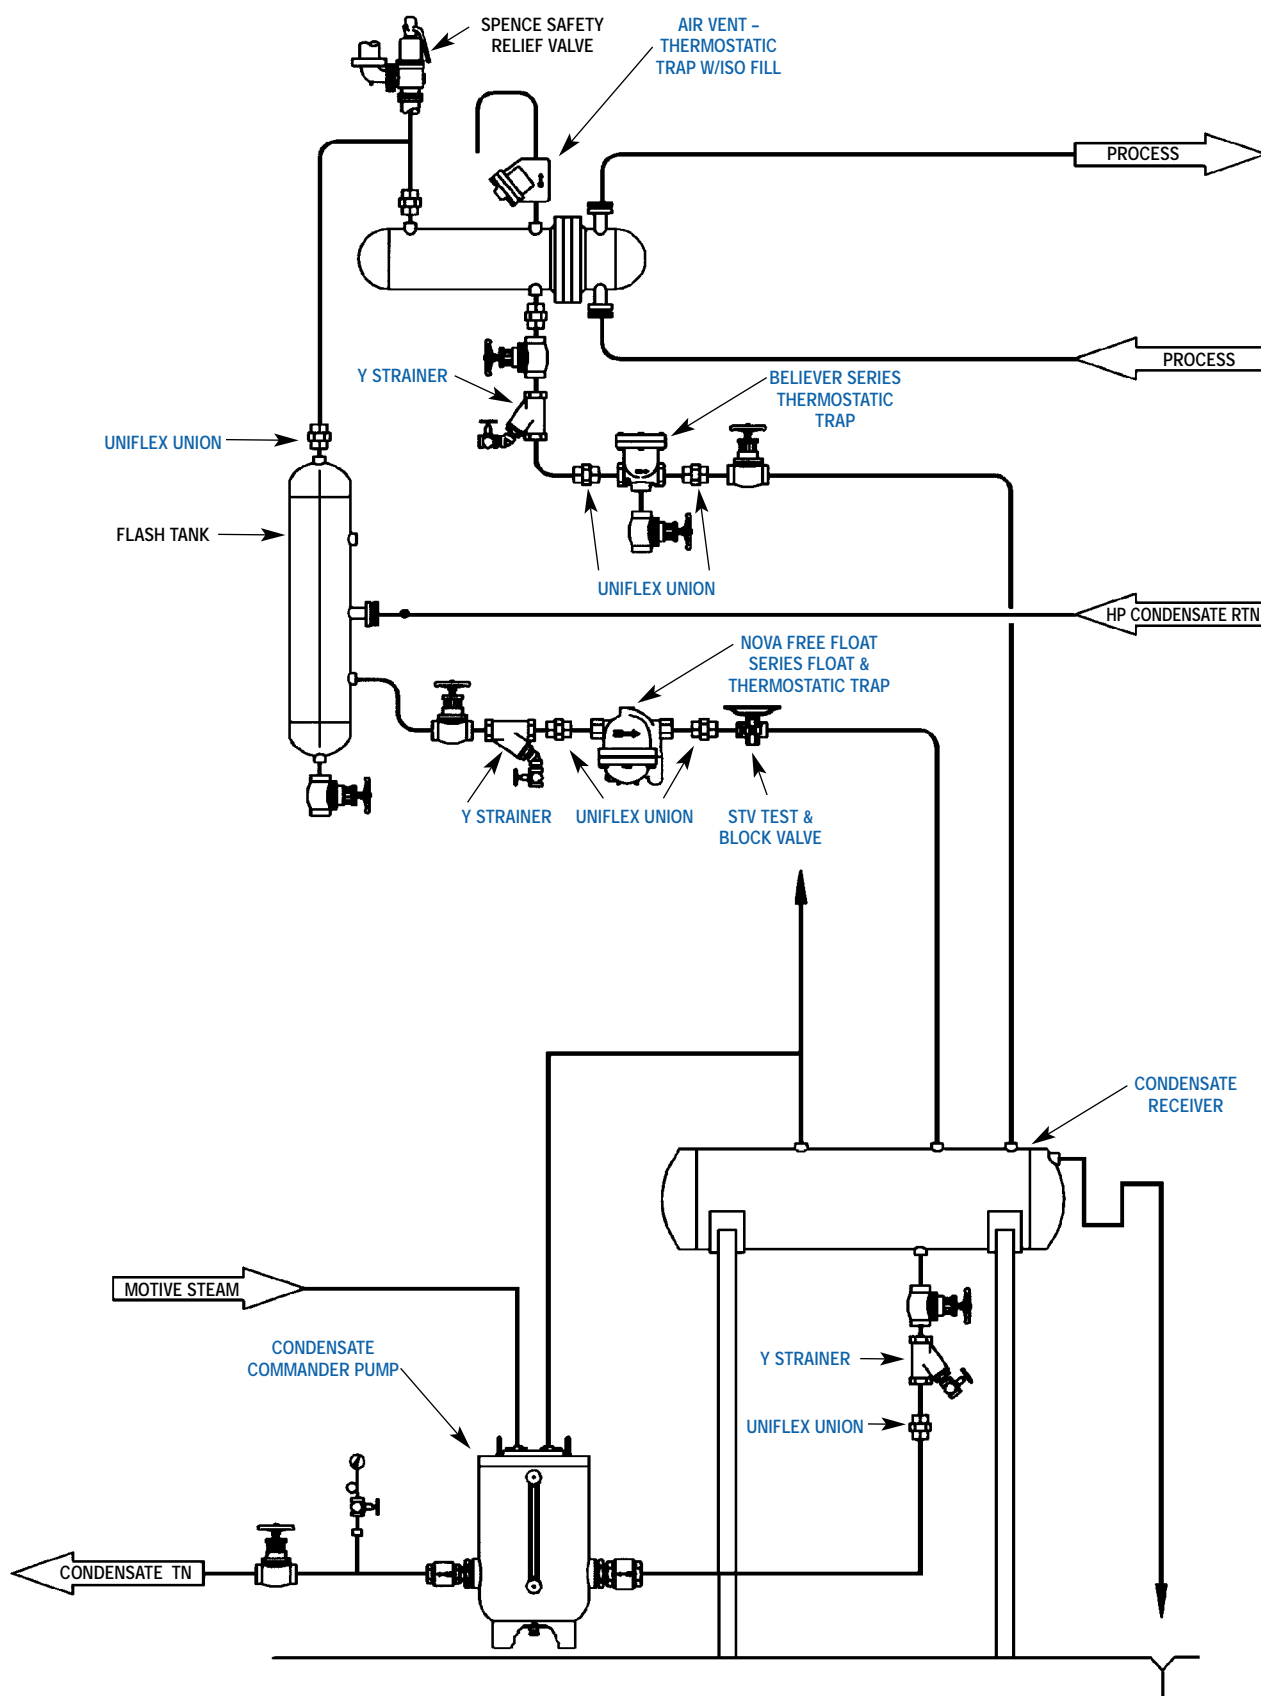 SPENCE SAFETY
RELIEF VALVE
AIR VENT –
THERMOSTATIC
TRAP W/ISO FILL
PROCESS
PROCESS
Y STRAINER
BELIEVER SERIES
THERMOSTATIC
TRAP
UNIFLEX UNION
FLASH TANK
UNIFLEX UNION
HP CONDENSATE RTN
NOVA FREE FLOAT
SERIES FLOAT &
THERMOSTATIC TRAP
Y STRAINER
UNIFLEX UNION
STV TEST &
BLOCK VALVE
CONDENSATE
RECEIVER
MOTIVE STEAM
CONDENSATE
COMMANDER PUMP
Y STRAINER
UNIFLEX UNION
CONDENSATE TN